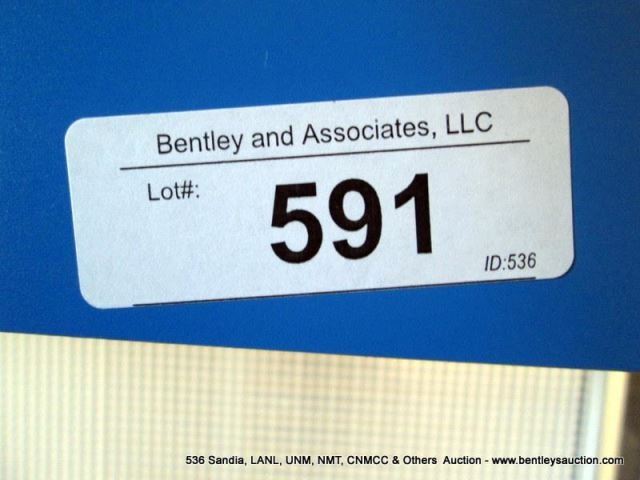 Bentley and Associates, LLC
Lot#:
591
ID:536
536 Sandia, LANL, UNM, NMT, CNMCC & Others Auction - www.bentleysauction.com